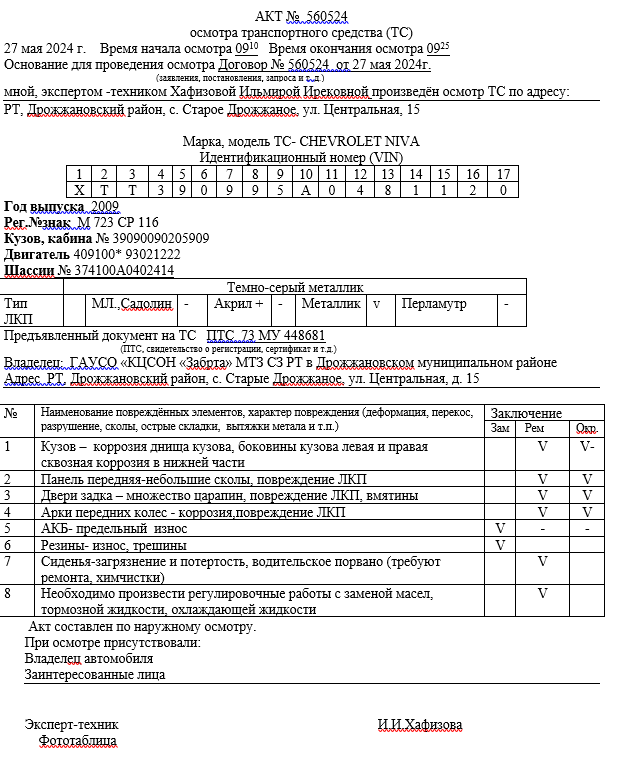 АКТ № 560524
осмотра транспортного средства (ТС)
27 мая 2024 г. Время начала осмотра 09¹⁰ Время окончания осмотра 09²⁵
Основание для проведения осмотра Договор № 560524 от 27 мая 2024г.
(заявления, постановления, запроса и т.д.)
мной, экспертом -техником Хафизовой Ильмирой Ирековной произведён осмотр ТС по адресу:
РТ, Дрожжановский район, с. Старое Дрожжаное, ул. Центральная, 15
Марка, модель ТС- CHEVROLET NIVA
Идентификационный номер (VIN)
1 2 3 4 5 6 7 8 9 10 11 12 13 14 15 16 17
X T T 3 9 0 9 9 5 A 0 4 8 1 1 2 0
Год выпуска 2009
Рег.№знак М 723 СР 116
Кузов, кабина № 39090090205909
Двигатель 409100* 93021222
Шассии № 374100А0402414
Темно-серый металлик
Тип ЛКП МЛ.,Садолин - Акрил + - Металлик v Перламутр -
Предъявленный документ на ТС ПТС 73 МУ 448681
(ПТС, свидетельство о регистрации, сертификат и т.д.)
Владелец: ГАУСО «КЦСОН «Забрта» МТЗ СЗ РТ в Дрожжановском муниципальном районе
Адрес РТ, Дрожжановский район, с. Старые Дрожжаное, ул. Центральная, д. 15
№ Наименование повреждённых элементов, характер повреждения (деформация, перекос, Заключение
разрушение, сколы, острые складки, вытяжки метала и т.п.) Зам Рем Окр.
1 Кузов – коррозия днища кузова, боковины кузова левая и правая V V-
сквозная коррозия в нижней части
2 Панель передняя-небольшие сколы, повреждение ЛКП V V
3 Двери задка – множество царапин, повреждение ЛКП, вмятины V V
4 Арки передних колес - коррозия,повреждение ЛКП V V
5 АКБ- предельный износ V - -
6 Резины- износ, трешины V
7 Сиденья-загрязнение и потертость, водительское порвано (требуют V
ремонта, химчистки)
8 Необходимо произвести регулировочные работы с заменой масел, V
тормозной жидкости, охлаждающей жидкости
Акт составлен по наружному осмотру.
При осмотре присутствовали:
Владелец автомобиля
Заинтересованные лица
Эксперт-техник И.И.Хафизова
Фототаблица